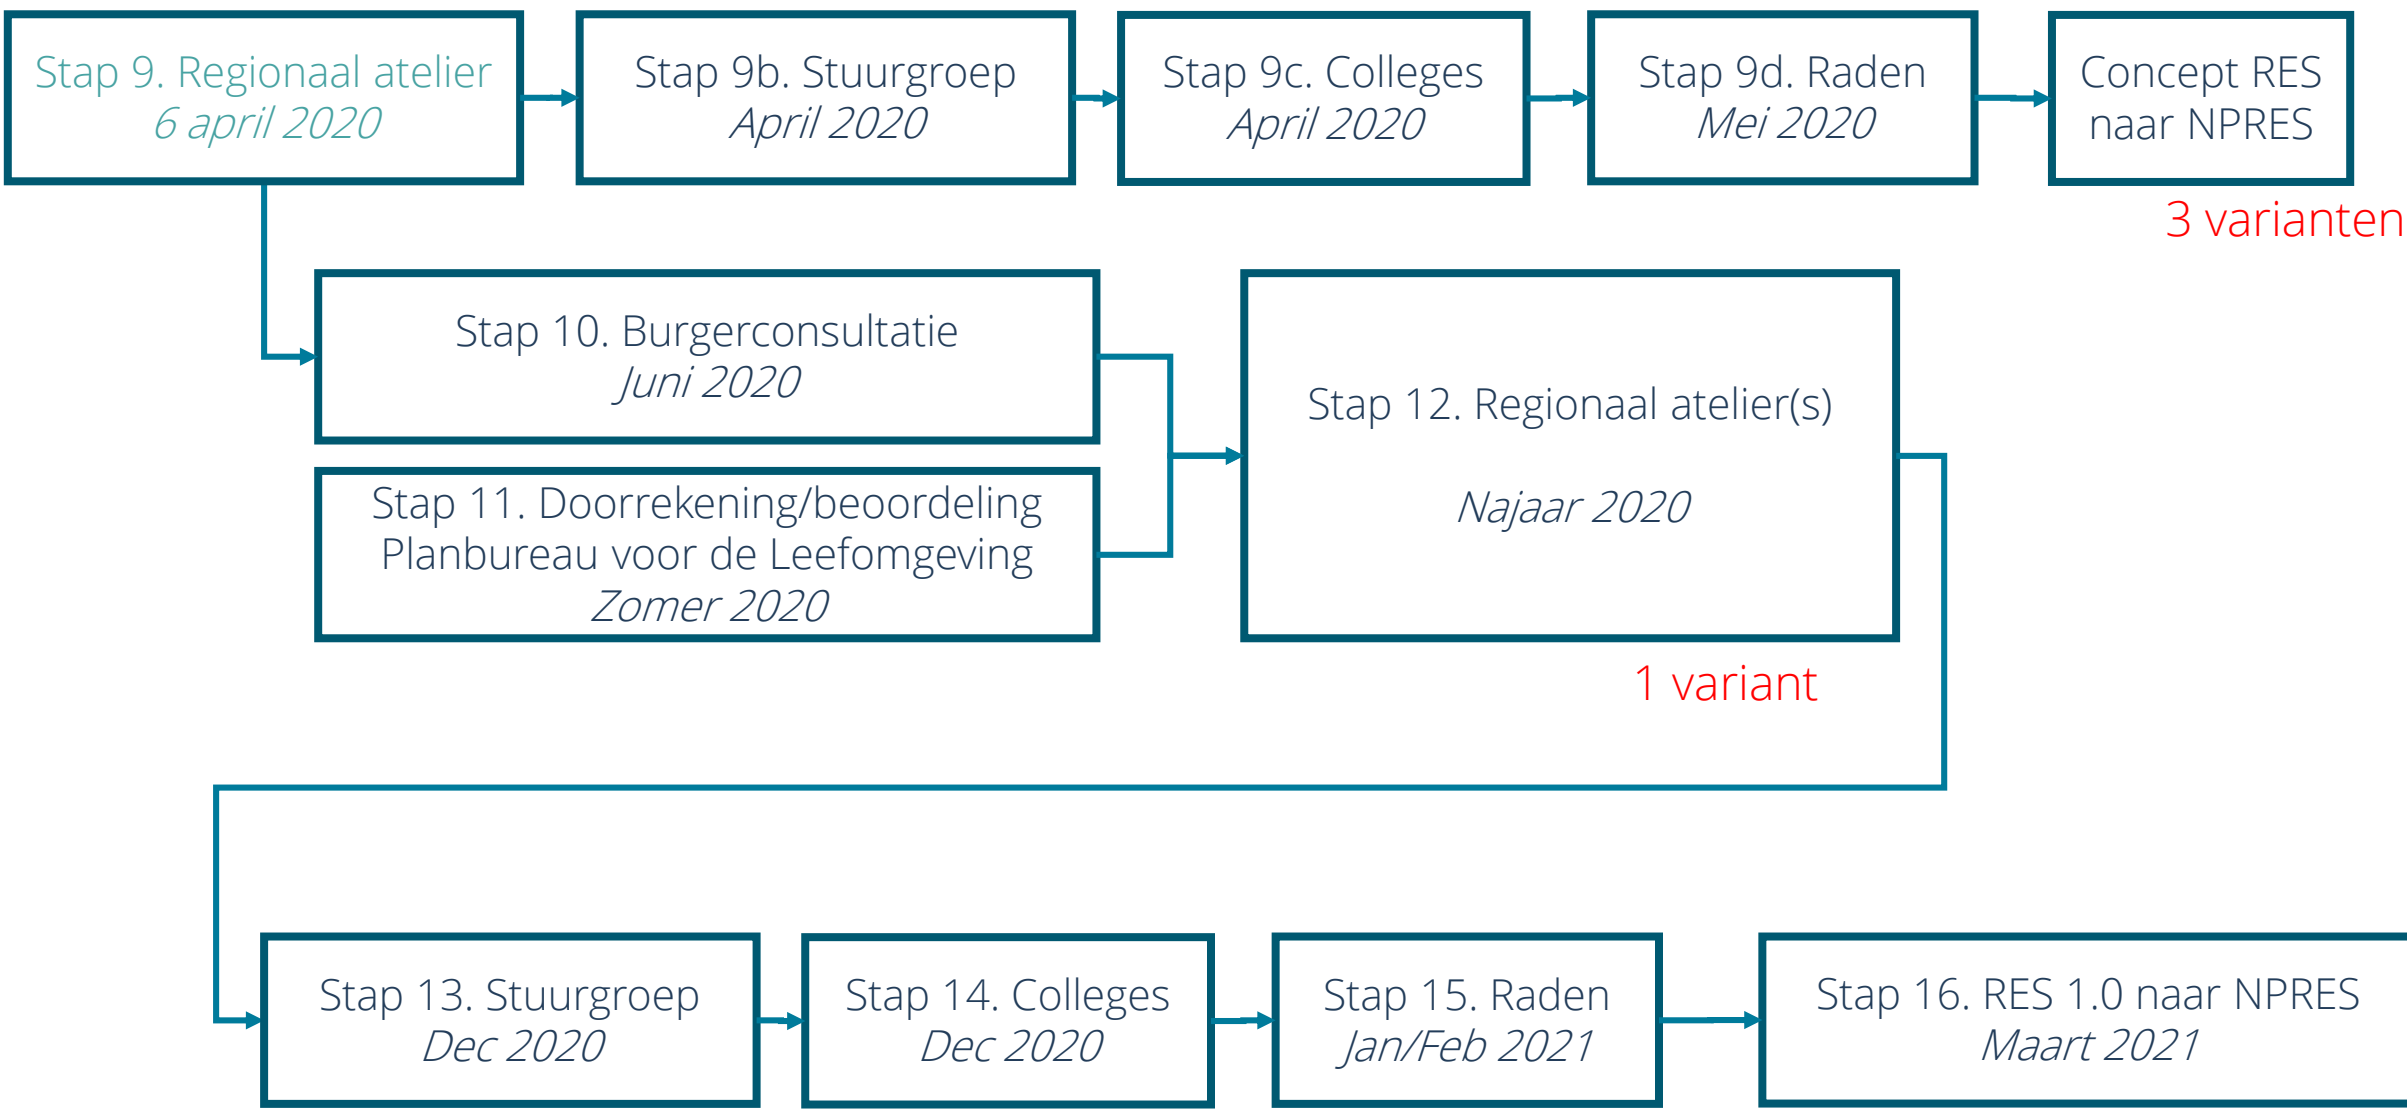 Stap 9. Regionaal atelier
6 april 2020
Stap 9b. Stuurgroep
April 2020
Stap 9c. Colleges
April 2020
Stap 9d. Raden
Mei 2020
Concept RES
naar NPRES
3 varianten
Stap 10. Burgerconsultatie
Juni 2020
Stap 11. Doorrekening/beoordeling
Planbureau voor de Leefomgeving
Zomer 2020
Stap 12. Regionaal atelier(s)
Najaar 2020
1 variant
Stap 13. Stuurgroep
Dec 2020
Stap 14. Colleges
Dec 2020
Stap 15. Raden
Jan/Feb 2021
Stap 16. RES 1.0 naar NPRES
Maart 2021